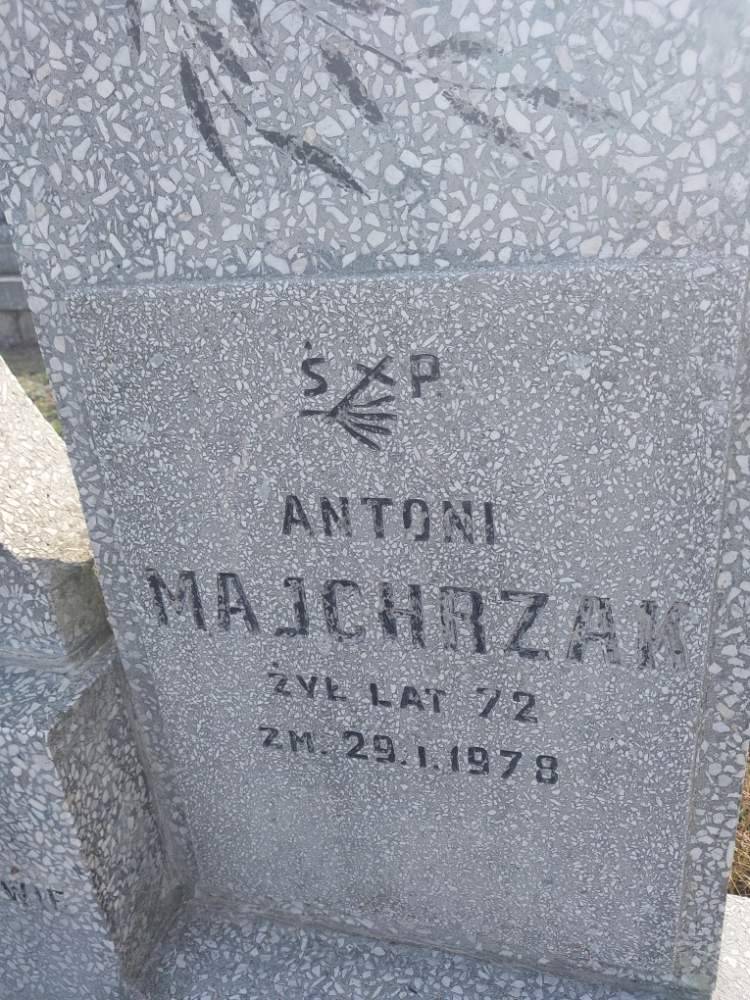 Ś P.
ANTONI
MAJCHRZAK
ŻYŁ LAT 72
ZM. 29.I.1978